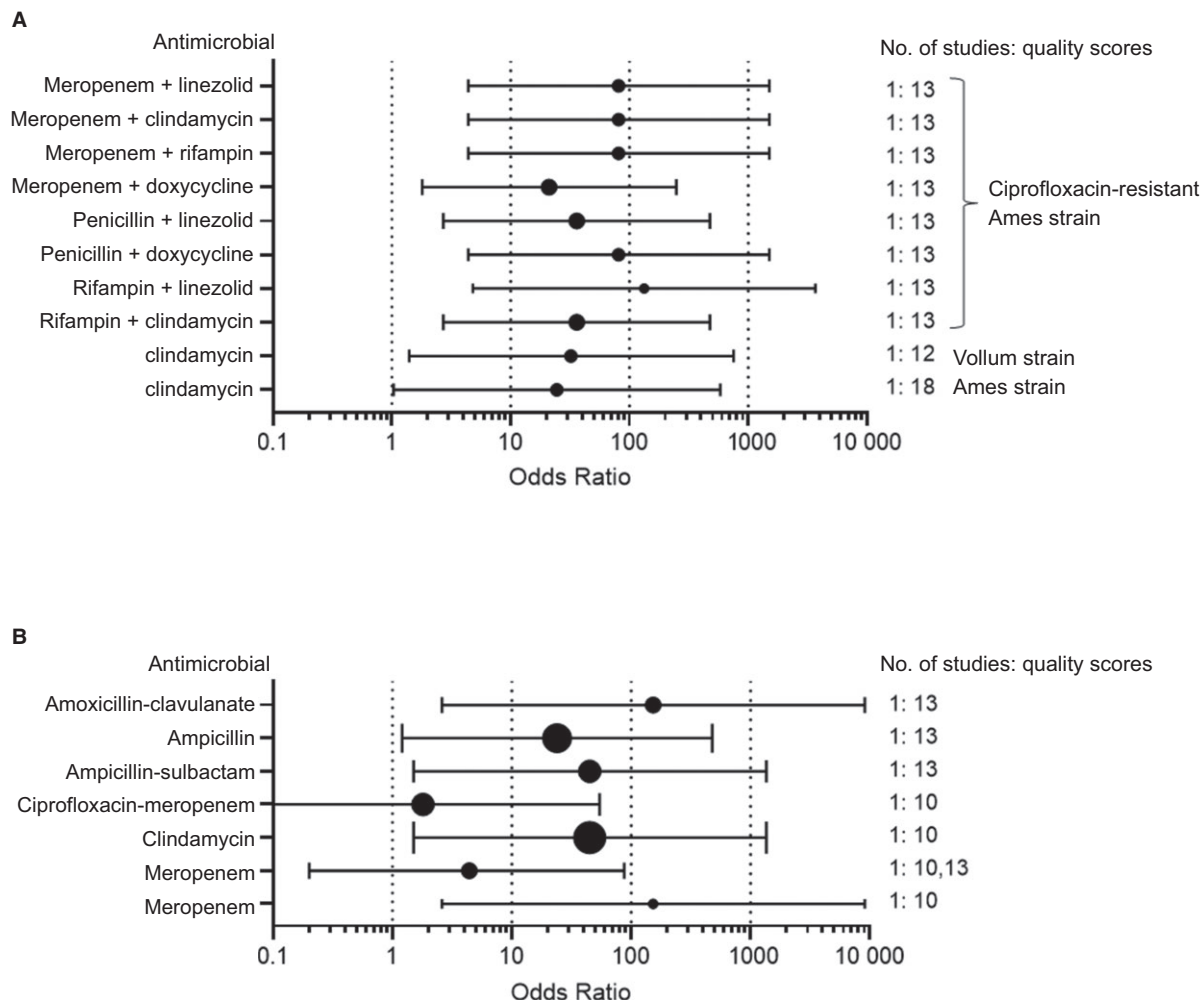 A
Antimicrobial
No. of studies: quality scores
Meropenem + linezolid
1: 13
Meropenem + clindamycin
1: 13
Meropenem + rifampin
1: 13
Meropenem + doxycycline
1: 13
Ciprofloxacin-resistant
Ames strain
Penicillin + linezolid
1: 13
Penicillin + doxycycline
1: 13
Rifampin + linezolid
1: 13
Rifampin + clindamycin
1: 13
clindamycin
1: 12 Vollum strain
clindamycin
1: 18 Ames strain
0.1 1 10 100 1000 10 000
Odds Ratio
B
Antimicrobial
No. of studies: quality scores
Amoxicillin-clavulanate
1: 13
Ampicillin
1: 13
Ampicillin-sulbactam
1: 13
Ciprofloxacin-meropenem
1: 10
Clindamycin
1: 10
Meropenem
1: 10,13
Meropenem
1: 10
0.1 1 10 100 1000 10 000
Odds Ratio